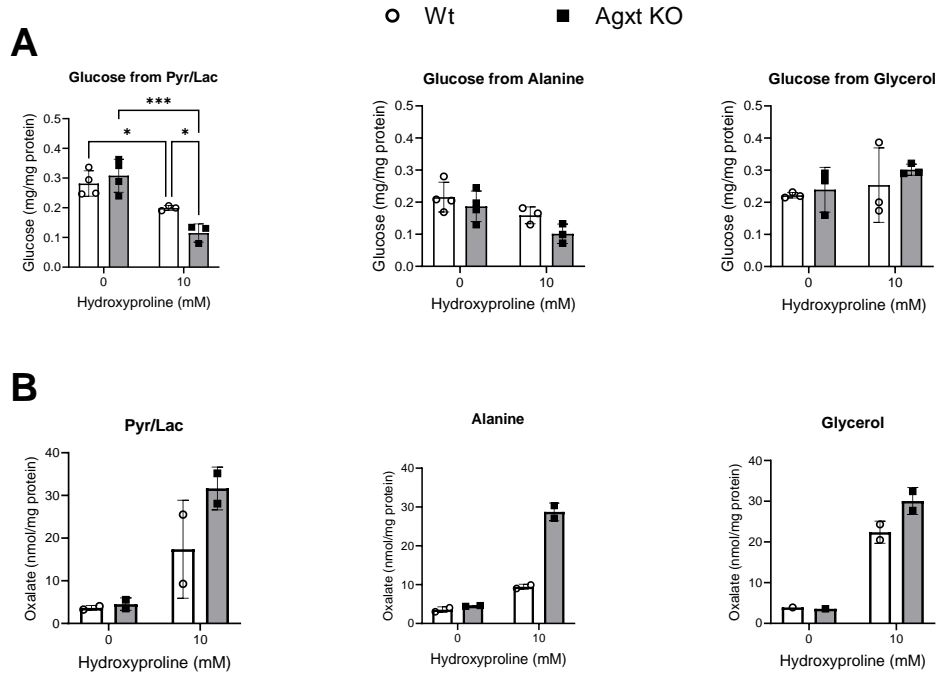 Wt
Agxt KO
A
Glucose from Pyr/Lac
Glucose (mg/mg protein)
0.5
0.4
0.3
0.2
0.1
0.0
***
*
*
0
10
Hydroxyproline (mM)
Glucose from Alanine
Glucose (mg/mg protein)
0.5
0.4
0.3
0.2
0.1
0.0
0
10
Hydroxyproline (mM)
Glucose from Glycerol
Glucose (mg/mg protein)
0.5
0.4
0.3
0.2
0.1
0.0
0
10
Hydroxyproline (mM)
B
Pyr/Lac
Oxalate (nmol/mg protein)
40
30
20
10
0
0
10
Hydroxyproline (mM)
Alanine
Oxalate (nmol/mg protein)
40
30
20
10
0
0
10
Hydroxyproline (mM)
Glycerol
Oxalate (nmol/mg protein)
40
30
20
10
0
0
10
Hydroxyproline (mM)